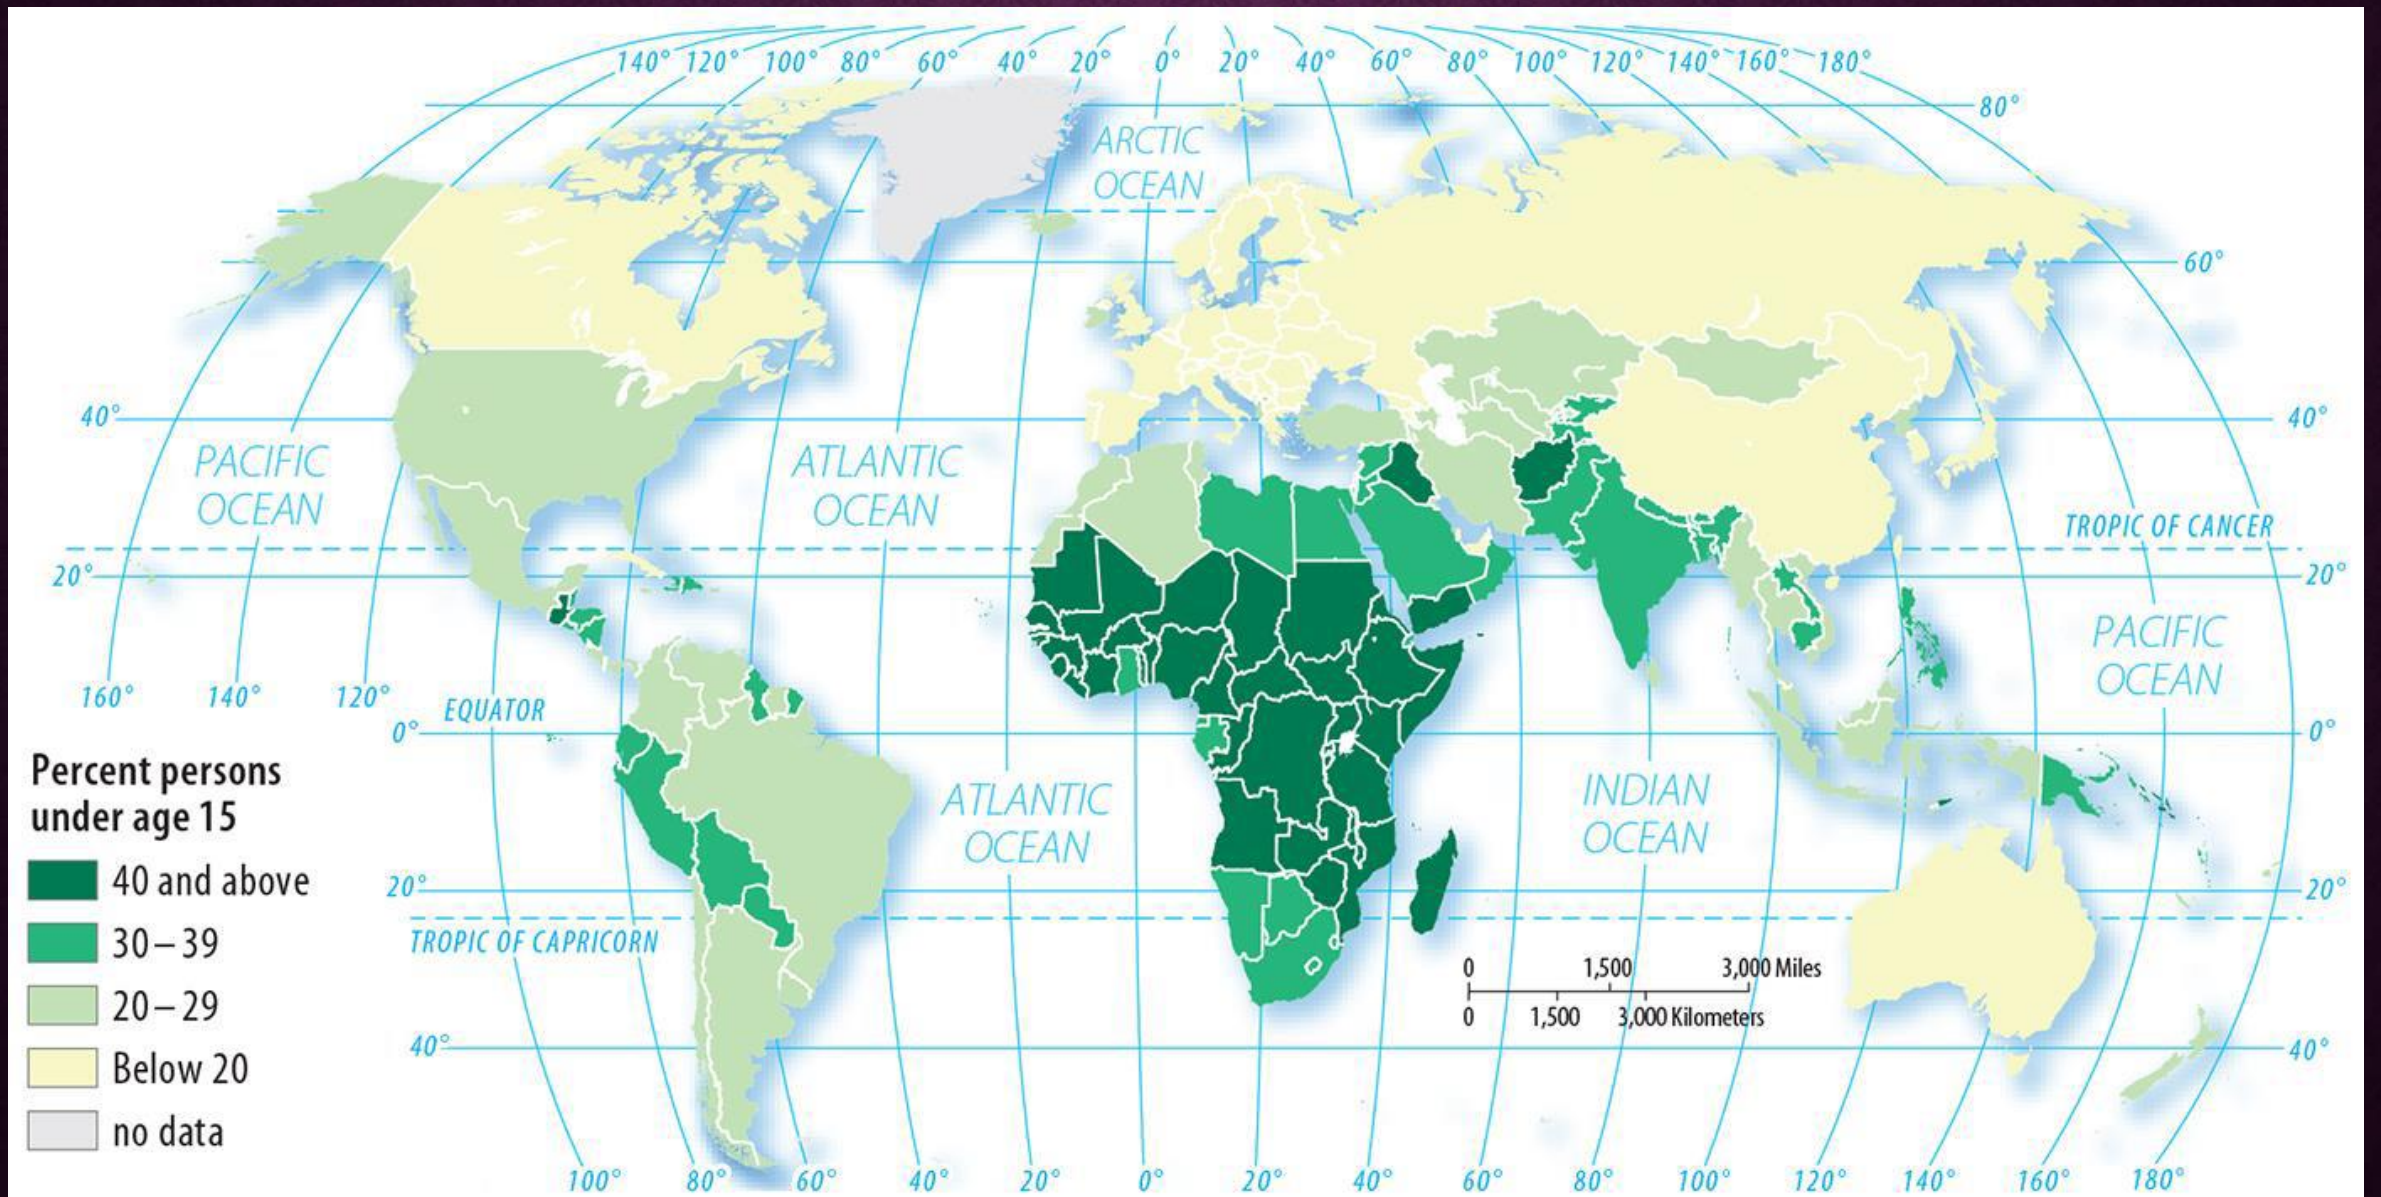 140° 120° 100° 80° 60° 40° 20° 0° 20° 40° 60° 80° 100° 120° 140° 160° 180°
80°
ARCTIC
OCEAN
60°
40°
40°
PACIFIC
OCEAN
ATLANTIC
OCEAN
TROPIC OF CANCER
20°
20°
PACIFIC
OCEAN
160° 140° 120°
EQUATOR
0°
0°
INDIAN
OCEAN
ATLANTIC
OCEAN
20°
20°
TROPIC OF CAPRICORN
40°
40°
Percent persons
under age 15
40 and above
30–39
20–29
Below 20
no data
0 1,500 3,000 Miles
0 1,500 3,000 Kilometers
100° 80° 60° 40° 20° 0° 20° 40° 60° 80° 100° 120° 140° 160° 180°